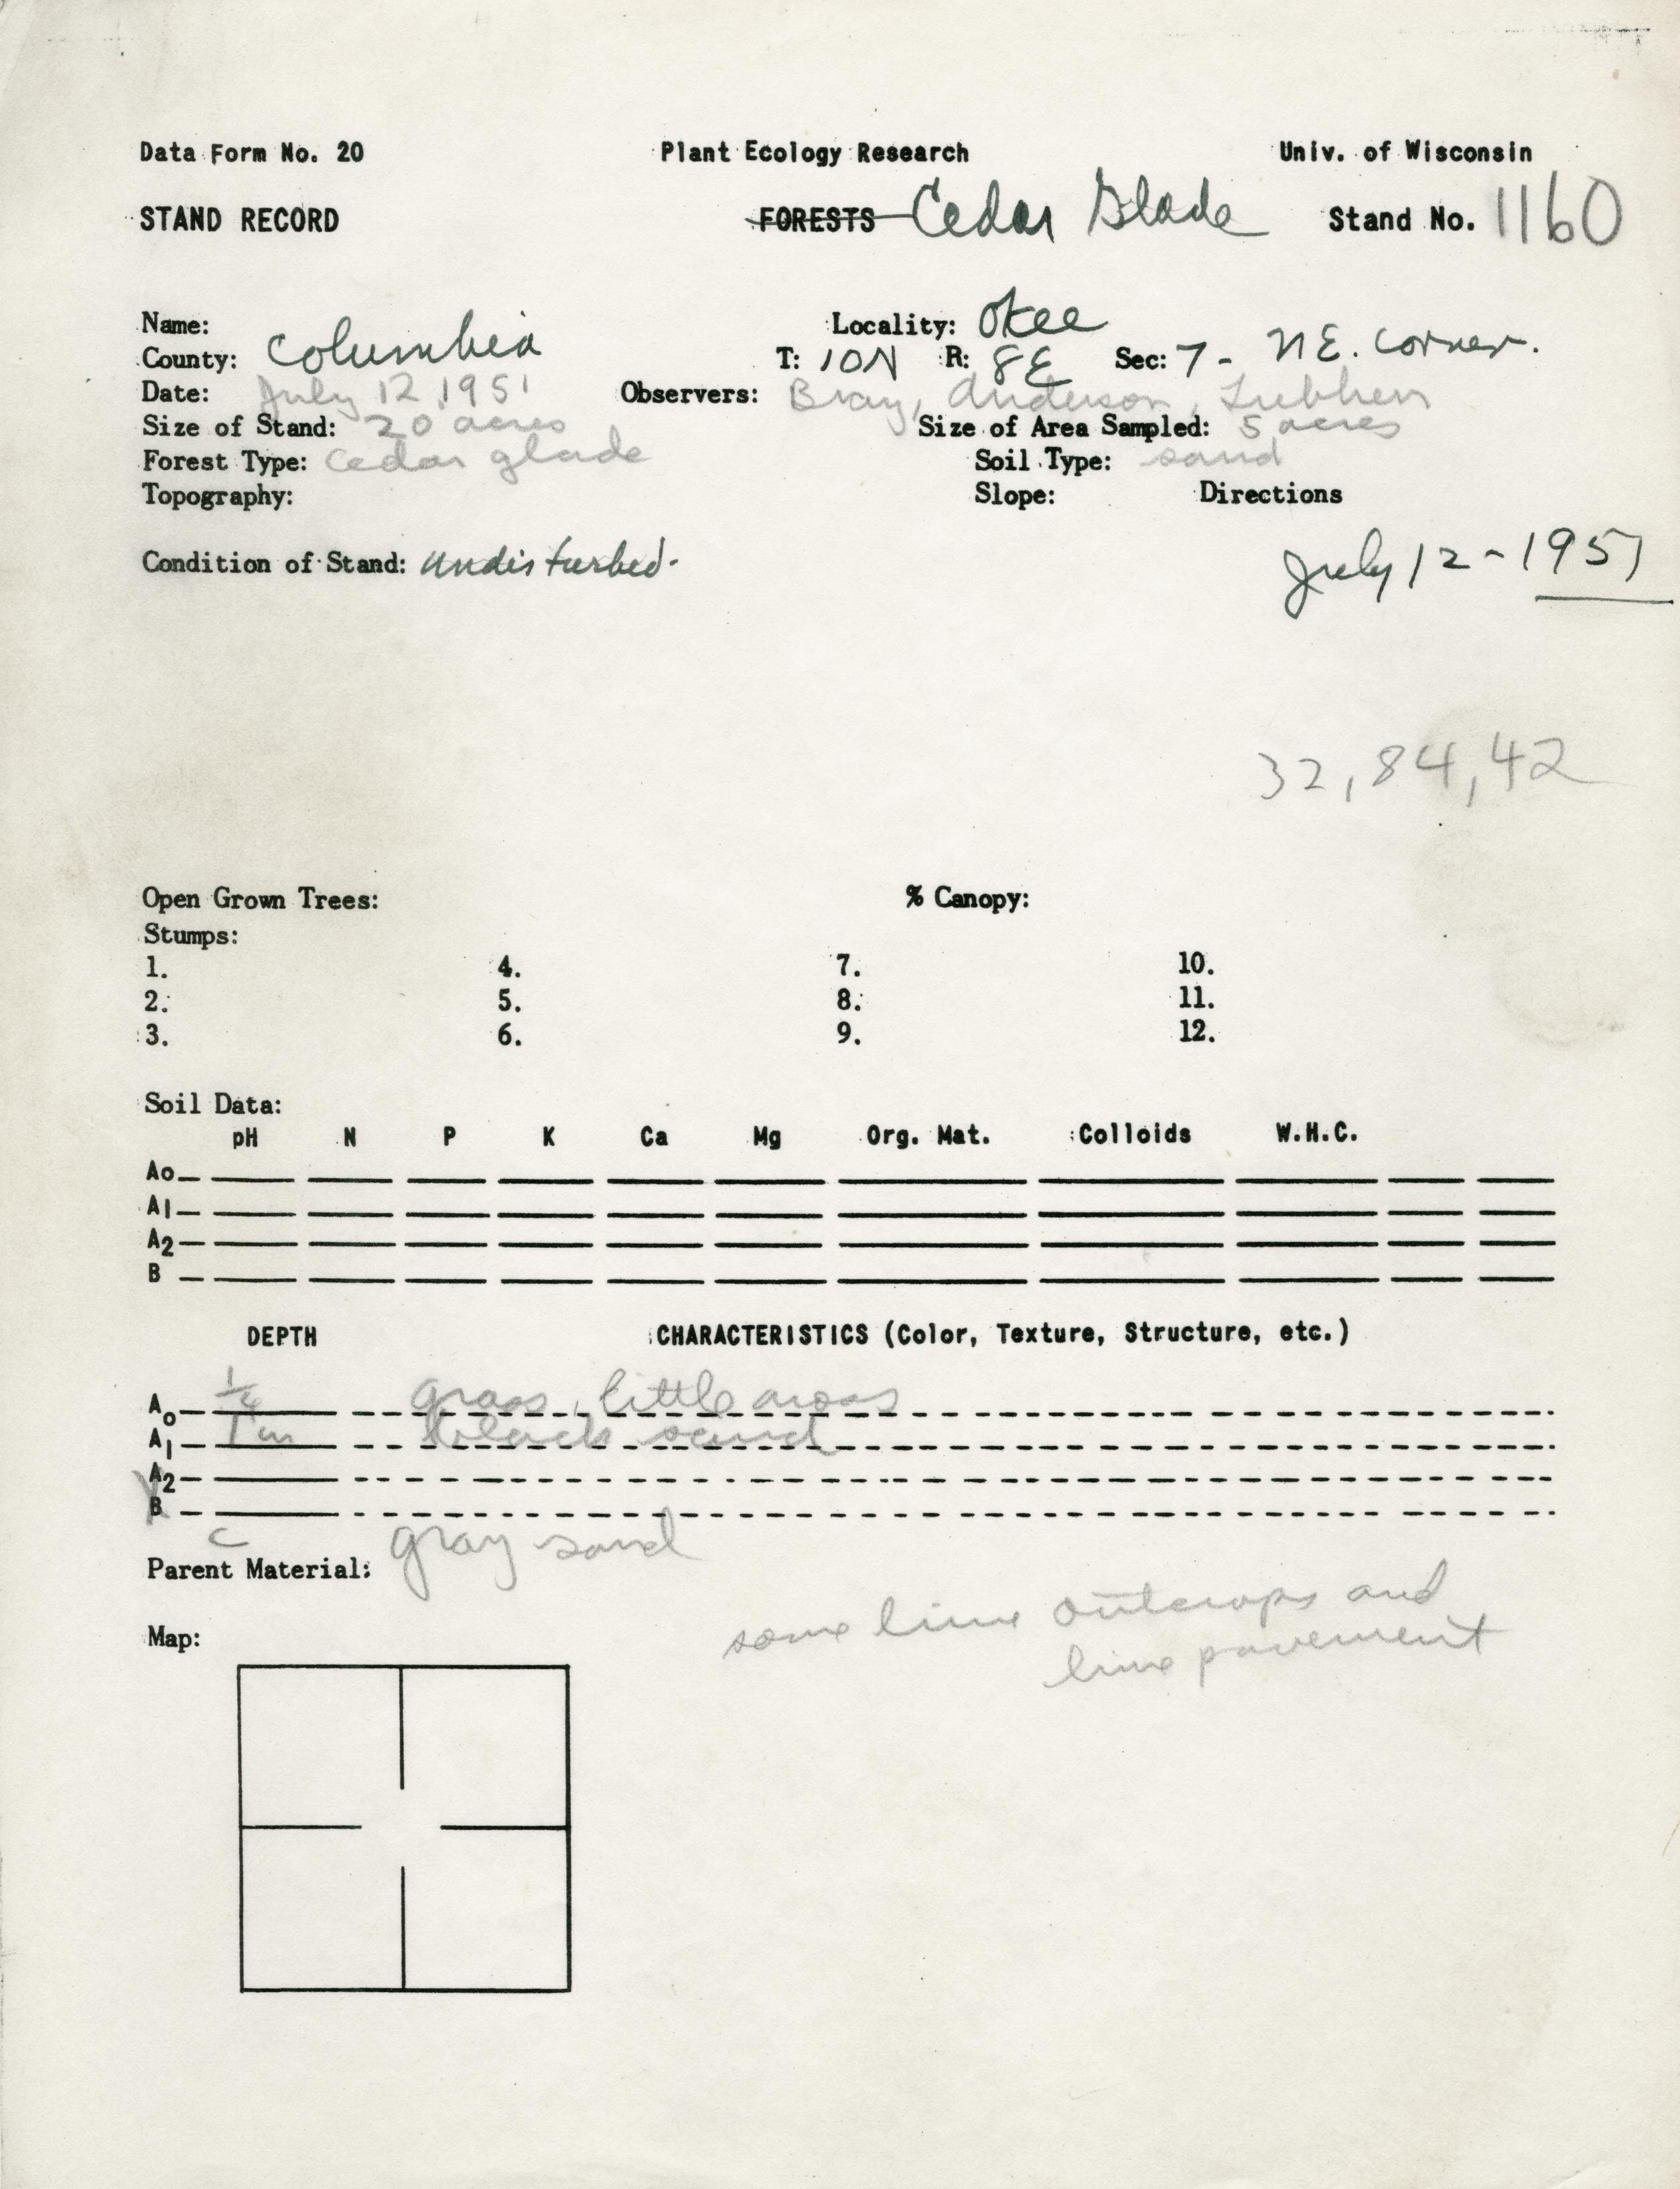 Data Form No. 20 Plant Ecology Research Univ. of Wisconsin
STAND RECORD FORESTS Cedar Glade Stand No. 1160
Name: Locality: Okee
County: Columbia T: 10N R: 8E Sec: 7 - NE. corner.
Date: July 12, 1951 Observers: Bray, Anderson,
Size of Stand: 20 acres Size of Area Sampled: 5 acres
Forest Type: Cedar glade Soil Type: sand
Topography: Slope: Directions
Condition of Stand: Undisturbed. July 12 - 1951
32, 84, 42
Open Grown Trees: % Canopy:
Stumps:
1. 4. 7. 10.
2. 5. 8. 11.
3. 6. 9. 12.
Soil Data:
pH N P K Ca Mg Org. Mat. Colloids W.H.C.
Ao
A1
A2
B
DEPTH CHARACTERISTICS (Color, Texture, Structure, etc.)
Ao 1/4 grass, little moss
A1 1 in black sand
A2
B
C gray sand
Parent Material:
some lime outcrops and
lime pavement
Map: